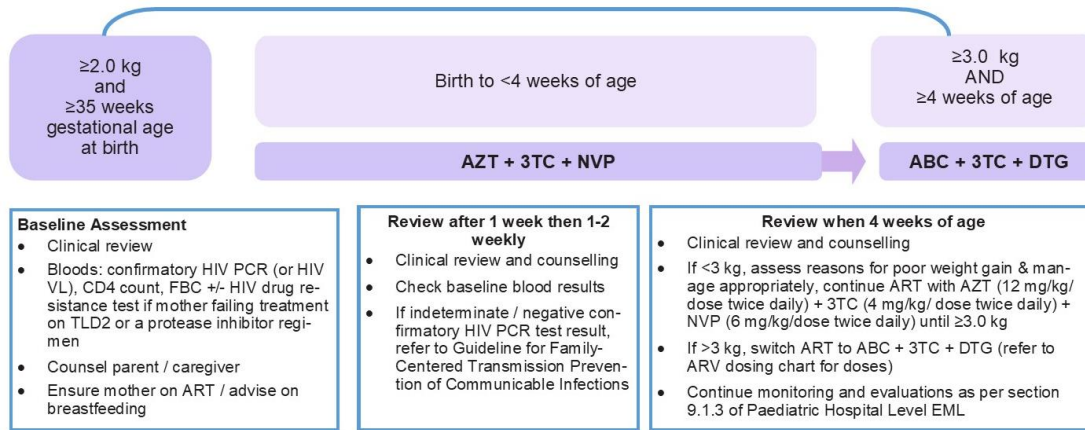 ≥2.0 kg
and
≥35 weeks
gestational age
at birth
Birth to <4 weeks of age
≥3.0 kg
AND
≥4 weeks of age
AZT + 3TC + NVP
ABC + 3TC + DTG
Baseline Assessment
• Clinical review
• Bloods: confirmatory HIV PCR (or HIV
VL), CD4 count, FBC +/- HIV drug re-
sistance test if mother failing treatment
on TLD2 or a protease inhibitor regi-
men
• Counsel parent / caregiver
• Ensure mother on ART / advise on
breastfeeding
Review after 1 week then 1-2
weekly
• Clinical review and counselling
• Check baseline blood results
• If indeterminate / negative con-
firmatory HIV PCR test result,
refer to Guideline for Family-
Centered Transmission Preven-
tion of Communicable Infections
Review when 4 weeks of age
• Clinical review and counselling
• If <3 kg, assess reasons for poor weight gain & man-
age appropriately, continue ART with AZT (12 mg/kg/
dose twice daily) + 3TC (4 mg/kg/ dose twice daily) +
NVP (6 mg/kg/dose twice daily) until ≥3.0 kg
• If >3 kg, switch ART to ABC + 3TC + DTG (refer to
ARV dosing chart for doses)
• Continue monitoring and evaluations as per section
9.1.3 of Paediatric Hospital Level EML